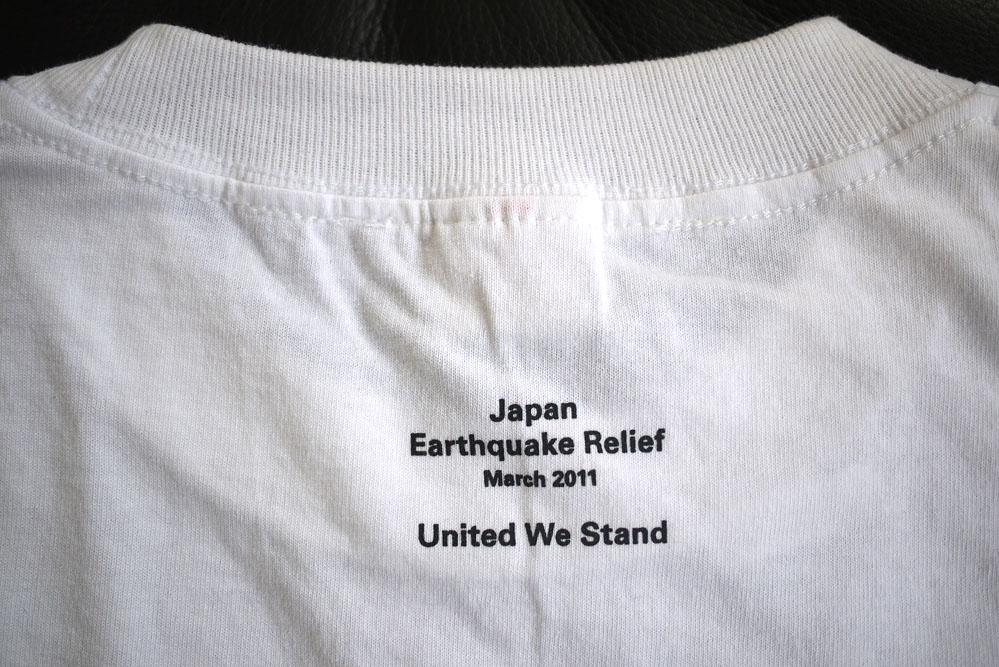 Japan
Earthquake Relief
March 2011
United We Stand